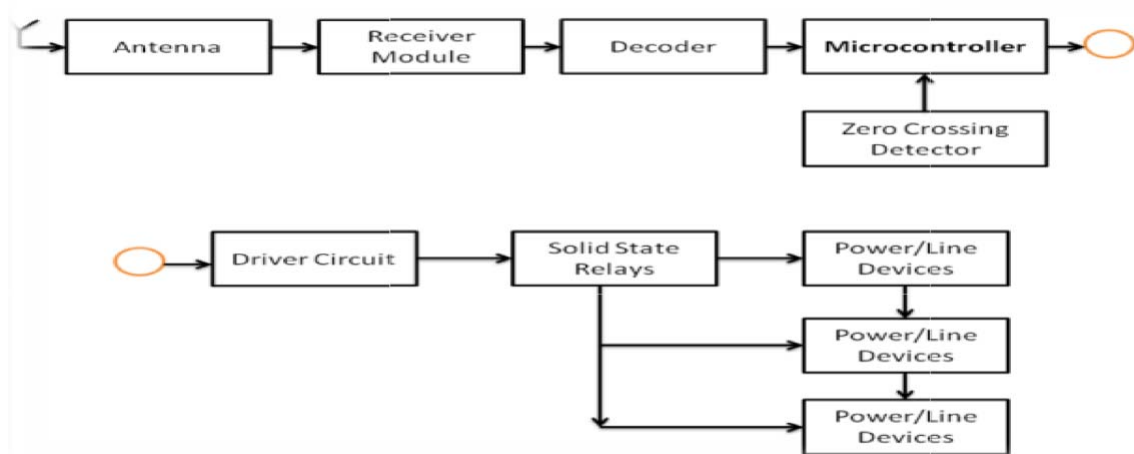 Antenna
Receiver
Module
Decoder
Microcontroller
Zero Crossing
Detector
Driver Circuit
Solid State
Relays
Power/Line
Devices
Power/Line
Devices
Power/Line
Devices